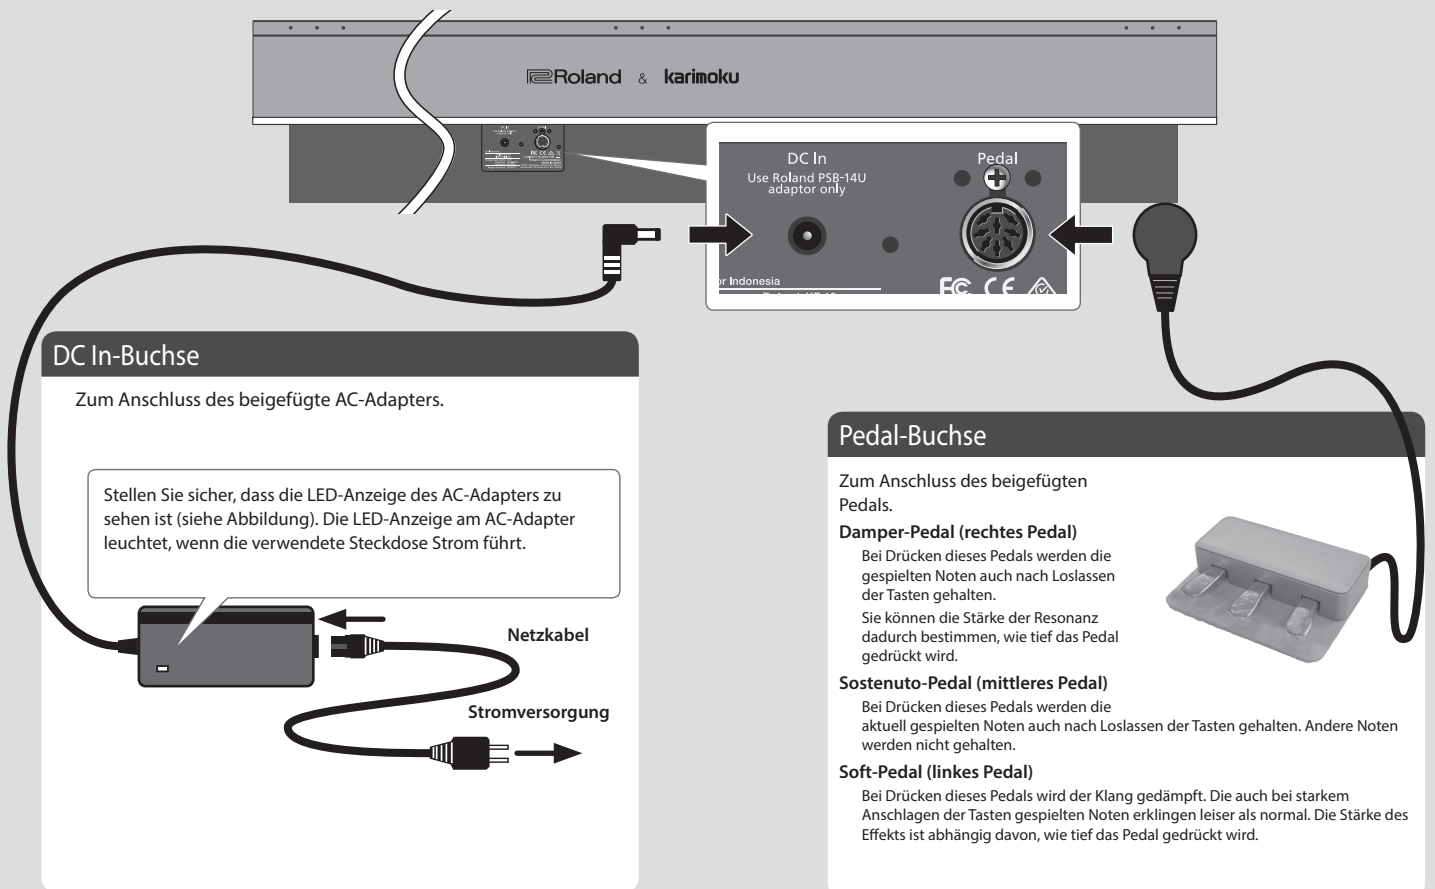 Roland & karimoku
DC In
Use Roland PSB-14U
adaptor only
Pedal
or Indonesia
FC CE
DC In-Buchse
Zum Anschluss des beigefügte AC-Adapters.
Stellen Sie sicher, dass die LED-Anzeige des AC-Adapters zu
sehen ist (siehe Abbildung). Die LED-Anzeige am AC-Adapter
leuchtet, wenn die verwendete Steckdose Strom führt.
Netzkabel
Stromversorgung
Pedal-Buchse
Zum Anschluss des beigefügten
Pedals.
Damper-Pedal (rechtes Pedal)
Bei Drücken dieses Pedals werden die
gespielten Noten auch nach Loslassen
der Tasten gehalten.
Sie können die Stärke der Resonanz
dadurch bestimmen, wie tief das Pedal
gedrückt wird.
Sostenuto-Pedal (mittleres Pedal)
Bei Drücken dieses Pedals werden die
aktuell gespielten Noten auch nach Loslassen der Tasten gehalten. Andere Noten
werden nicht gehalten.
Soft-Pedal (linkes Pedal)
Bei Drücken dieses Pedals wird der Klang gedämpft. Die auch bei starkem
Anschlagen der Tasten gespielten Noten erklingen leiser als normal. Die Stärke des
Effekts ist abhängig davon, wie tief das Pedal gedrückt wird.